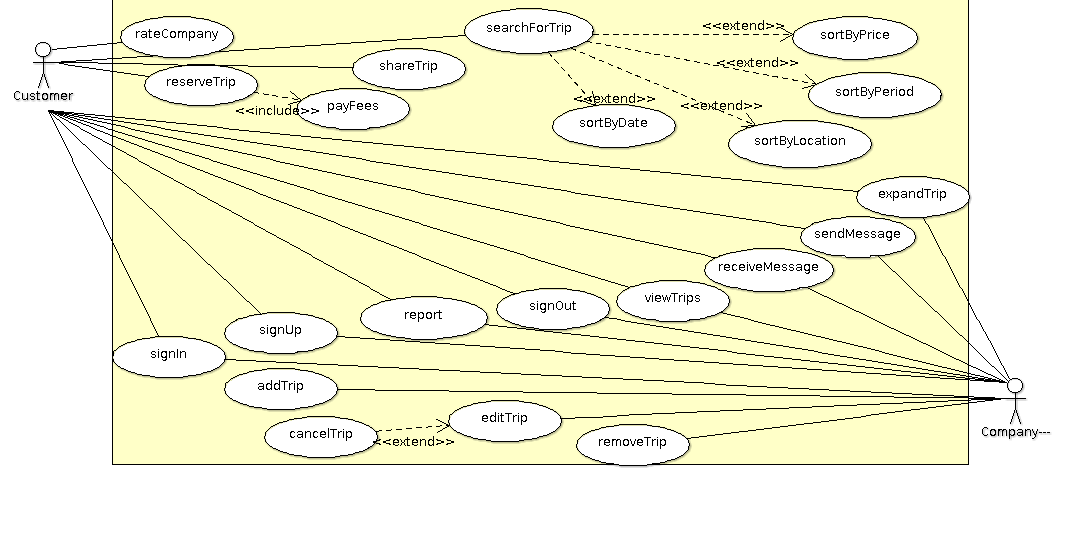 rateCompany
searchForTrip
<<extend>>
sortByPrice
shareTrip
<<extend>>
reserveTrip
sortByPeriod
Customer
<<include>>
payFees
<<extend>>
<<extend>>
sortByDate
sortByLocation
expandTrip
sendMessage
receiveMessage
viewTrips
signOut
report
signUp
signIn
addTrip
editTrip
cancelTrip
<<extend>>
removeTrip
Company---